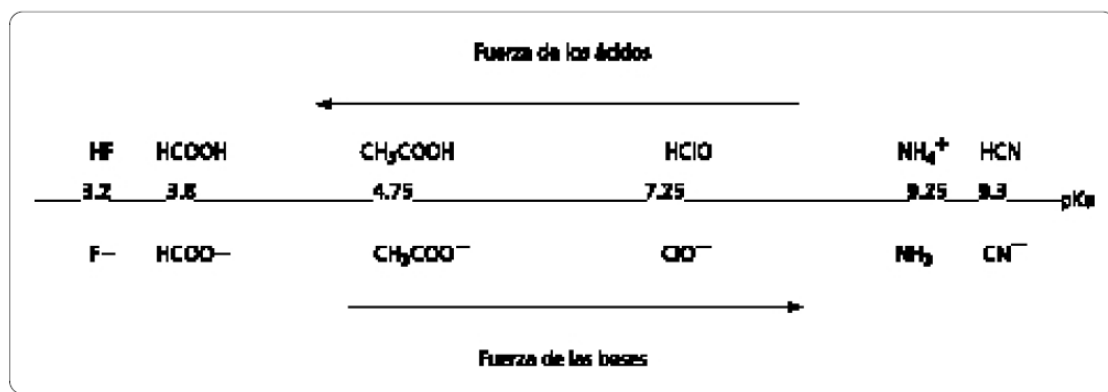 Fuerza de los ácidos
HF HCOOH CH₃COOH HClO NH₄⁺ HCN
3.2 3.8 4.75 7.25 9.25 9.3 pKa
F− HCOO− CH₃COO⁻ ClO⁻ NH₃ CN⁻
Fuerza de las bases